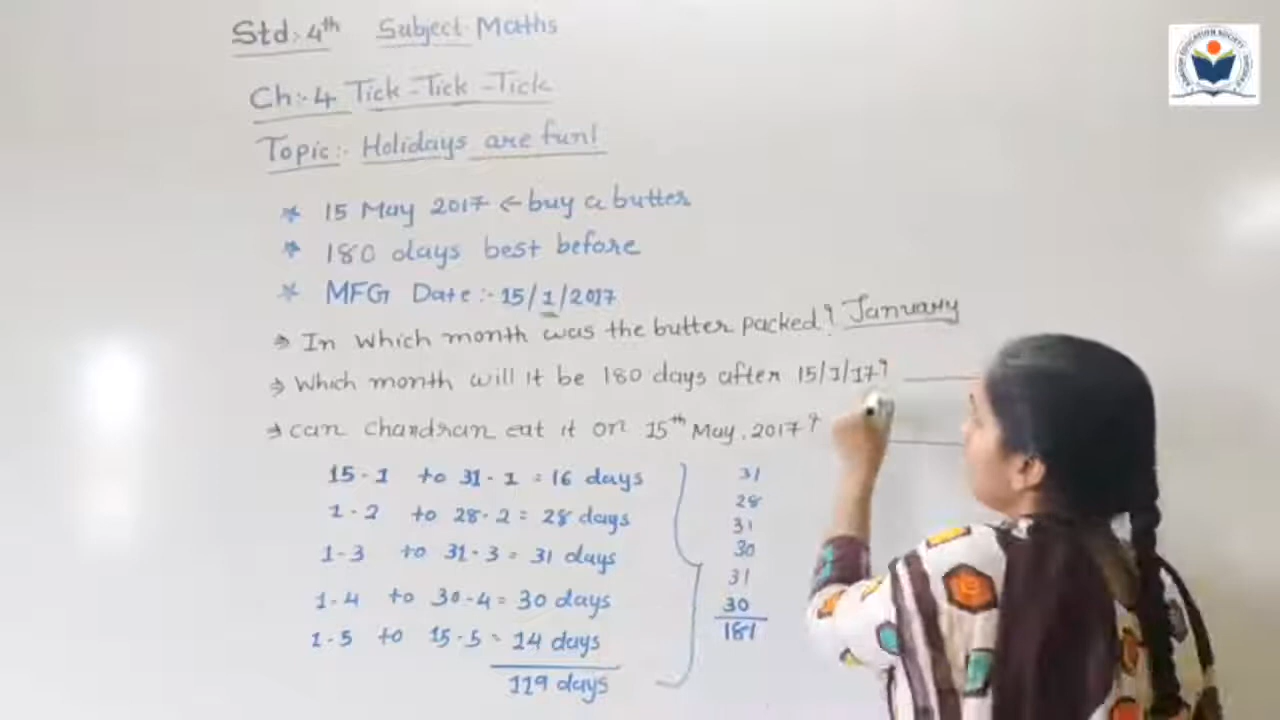 Std:- 4th Subject- Maths
Ch:- 4 Tick-Tick-Tick
Topic:- Holidays are fun!
* 15 May 2017 ← buy a butter
* 180 days best before
* MFG Date:- 15/1/2017
⇒ In which month was the butter packed? January
⇒ Which month will it be 180 days after 15/1/17?
⇒ Can Chandran eat it on 15th May, 2017?
15-1 to 31-1 = 16 days
1-2 to 28-2 = 28 days
1-3 to 31-3 = 31 days
1-4 to 30-4 = 30 days
1-5 to 15-5 = 14 days
119 days
31
28
31
30
31
30
181